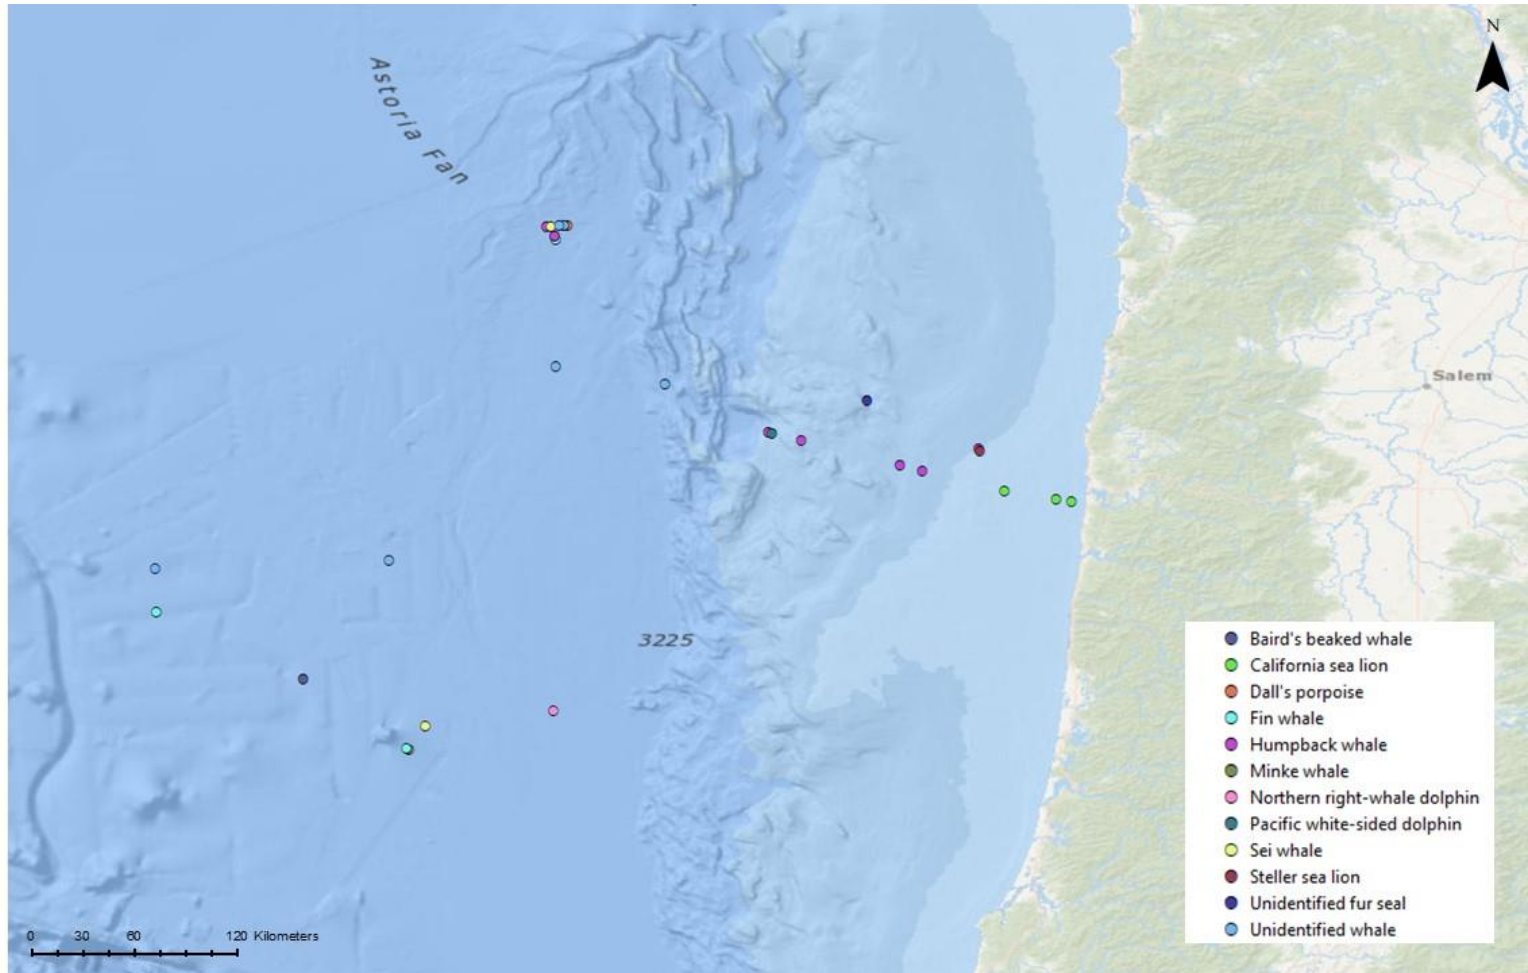 N
Astoria Fan
Salem
3225
Baird's beaked whale
California sea lion
Dall's porpoise
Fin whale
Humpback whale
Minke whale
Northern right-whale dolphin
Pacific white-sided dolphin
Sei whale
Steller sea lion
Unidentified fur seal
Unidentified whale
0 30 60 120 Kilometers